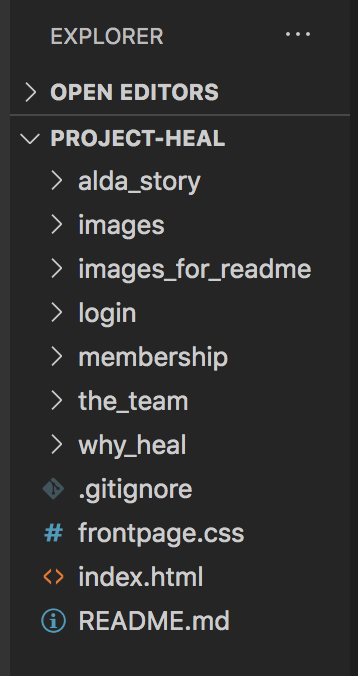 EXPLORER
OPEN EDITORS
PROJECT-HEAL
alda_story
images
images_for_readme
login
membership
the_team
why_heal
.gitignore
frontpage.css
index.html
README.md